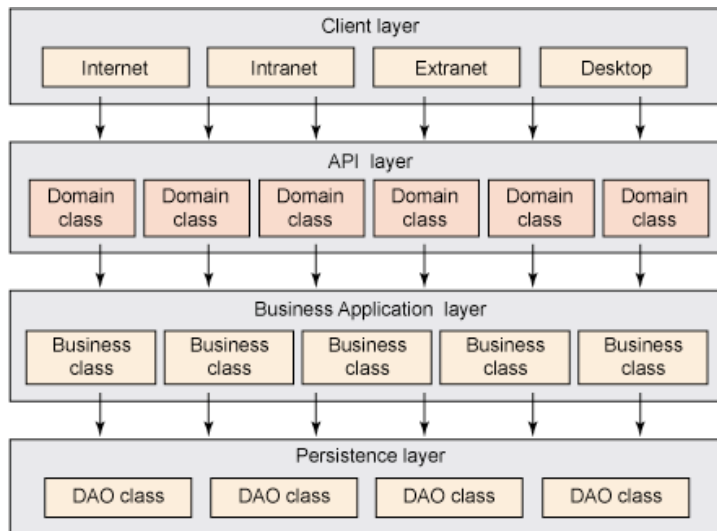 Client layer
Internet
Intranet
Extranet
Desktop
API layer
Domain class
Domain class
Domain class
Domain class
Domain class
Domain class
Business Application layer
Business class
Business class
Business class
Business class
Business class
Persistence layer
DAO class
DAO class
DAO class
DAO class